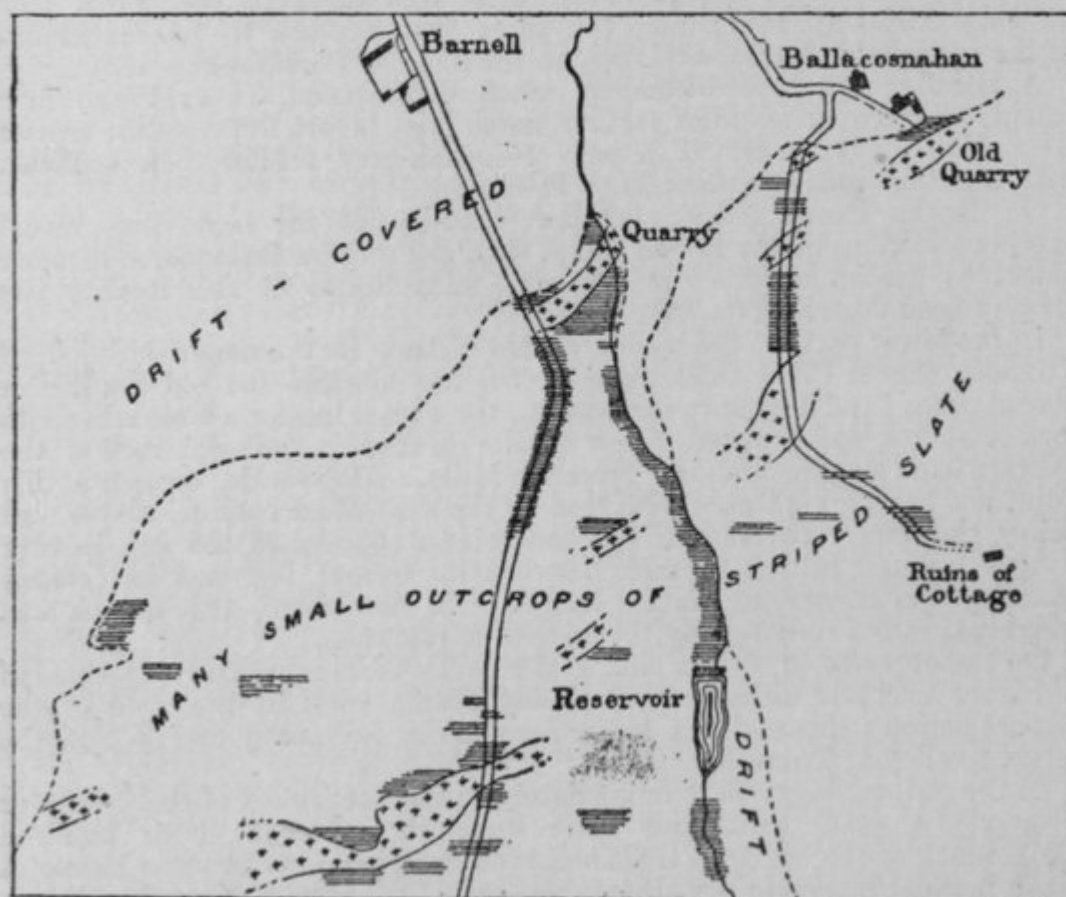 Barnell
Ballacosnahan
Old
Quarry
Quarry
DRIFT - COVERED
MANY SMALL OUTCROPS OF STRIPED SLATE
Ruins of
Cottage
Reservoir
DRIFT